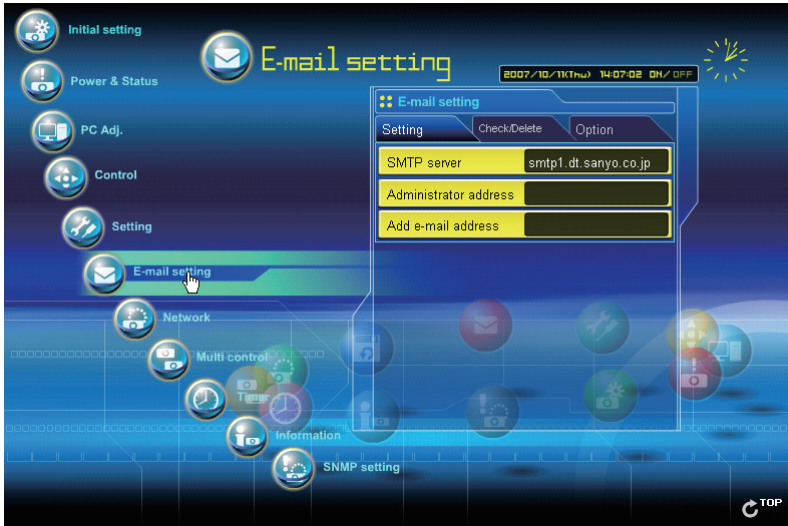 Initial setting
Power & Status
PC Adj.
Control
Setting
E-mail setting
Network
Multi control
Timer
Information
SNMP setting
E-mail setting
2007/10/11(Thu) 14:07:02 ON/OFF
E-mail setting
Setting Check/Delete Option
SMTP server smtp1.dt.sanyo.co.jp
Administrator address
Add e-mail address
TOP